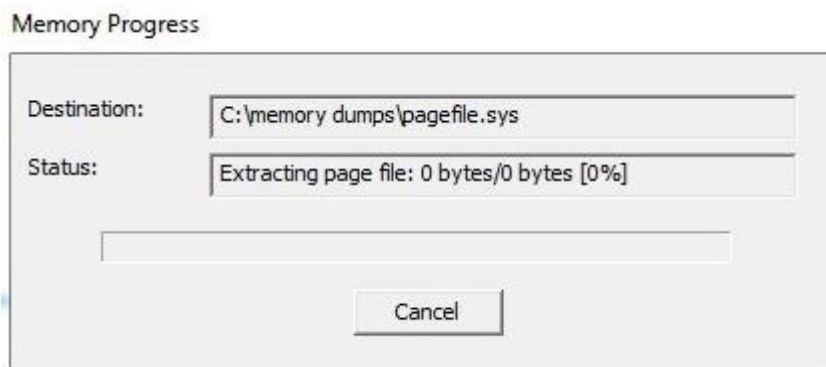 Memory Progress
Destination: C:\memory dumps\pagefile.sys
Status: Extracting page file: 0 bytes/0 bytes [0%]
Cancel